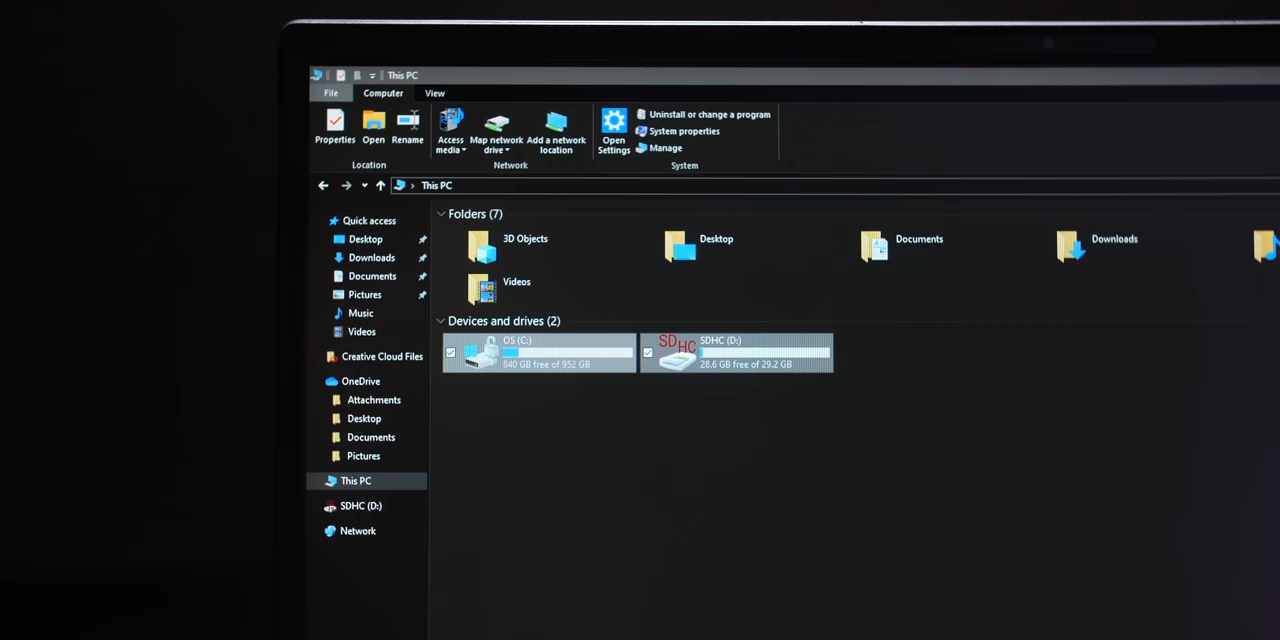 This PC
File Computer View
Properties Open Rename Access media Map network drive Add a network location Open Settings Uninstall or change a program
System properties
Manage
Location Network System
This PC
Quick access
Desktop
Downloads
Documents
Pictures
Music
Videos
Creative Cloud Files
OneDrive
Attachments
Desktop
Documents
Pictures
This PC
SDHC (D:)
Network
Folders (7)
3D Objects Desktop Documents Downloads
Videos
Devices and drives (2)
OS (C:)
840 GB free of 952 GB
SDHC
SDHC (D:)
28.6 GB free of 29.2 GB